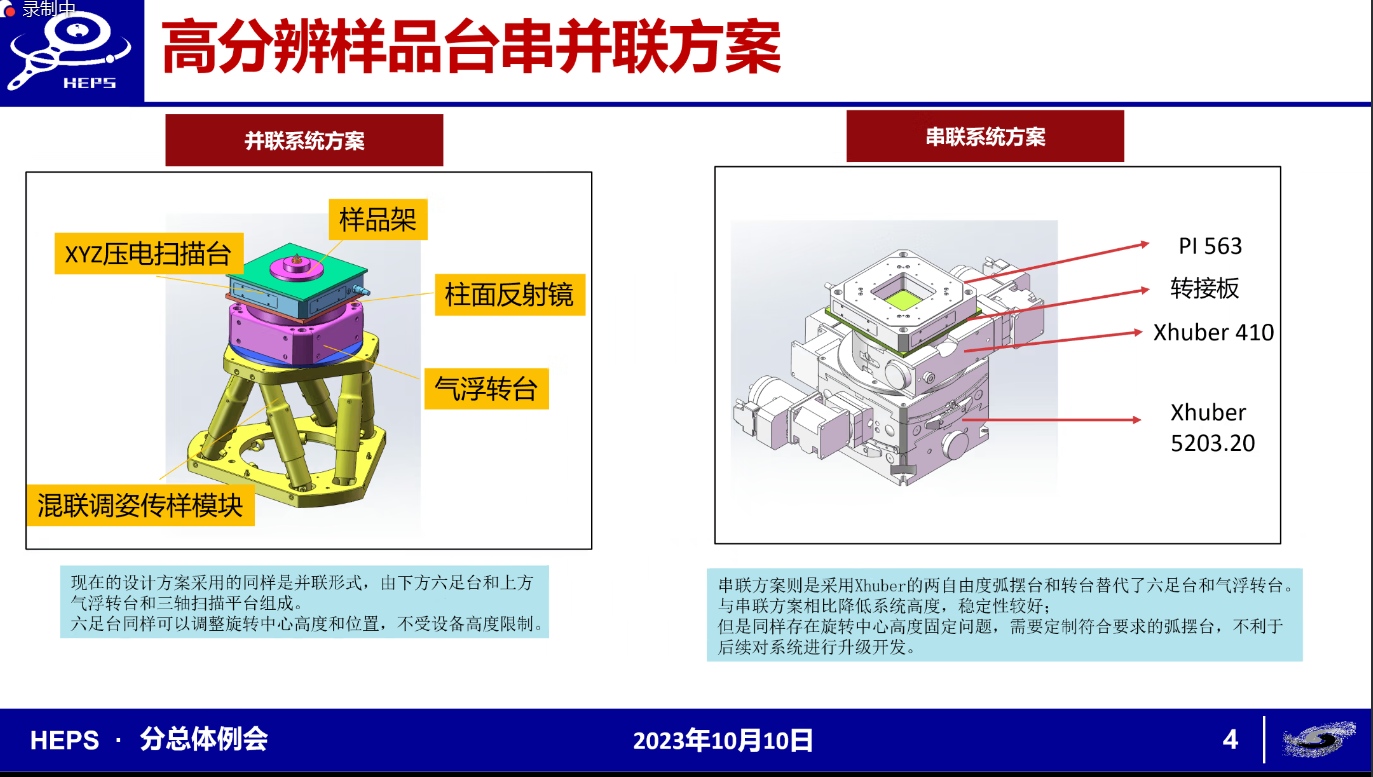 录制中
HEPS
高分辨样品台串并联方案
并联系统方案
样品架
XYZ压电扫描台
柱面反射镜
气浮转台
混联调姿传样模块
现在的设计方案采用的同样是并联形式，由下方六足台和上方
气浮转台和三轴扫描平台组成。
六足台同样可以调整旋转中心高度和位置，不受设备高度限制。
串联系统方案
PI 563
转接板
Xhuber 410
Xhuber
5203.20
串联方案则是采用Xhuber的两自由度弧摆台和转台替代了六足台和气浮转台。
与串联方案相比降低系统高度，稳定性较好；
但是同样存在旋转中心高度固定问题，需要定制符合要求的弧摆台，不利于
后续对系统进行升级开发。
HEPS · 分总体例会
2023年10月10日
4